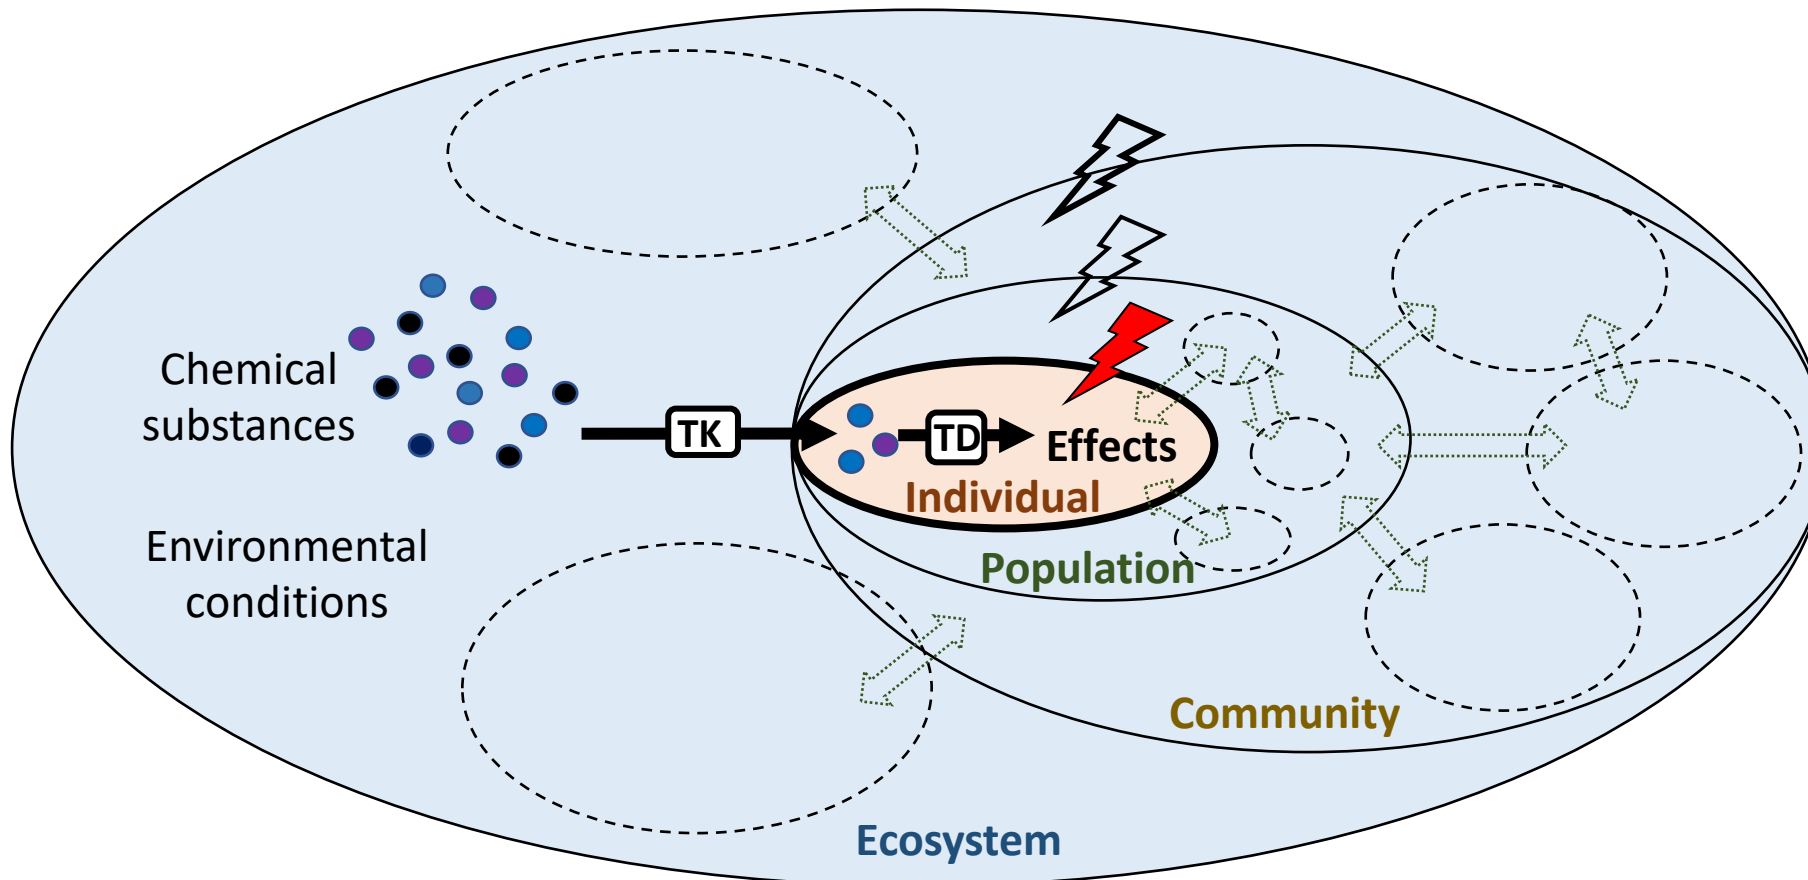 Chemical
substances
TK
TD
Effects
Individual
Environmental
conditions
Population
Community
Ecosystem